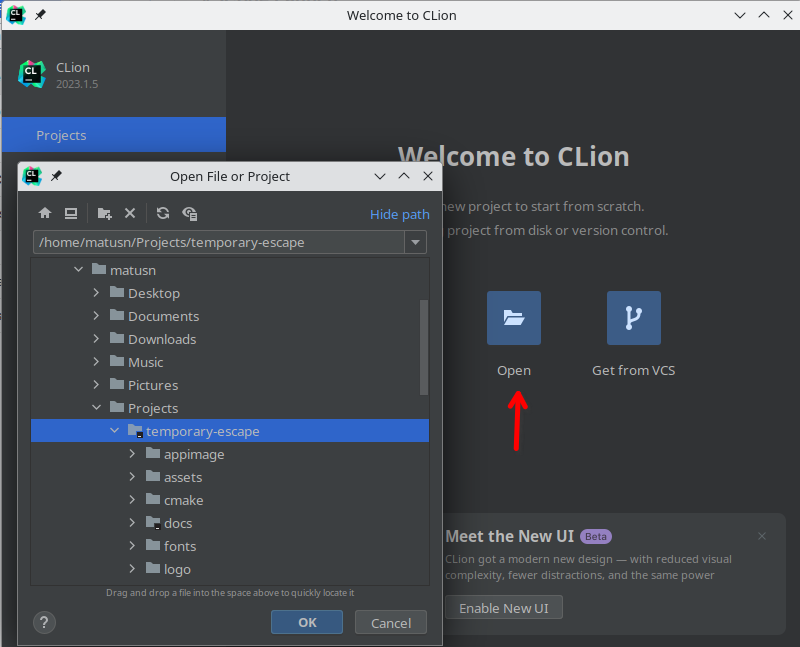 Welcome to CLion
CL
CLion
2023.1.5
Projects
Welcome to CLion
new project to start from scratch.
project from disk or version control.
Open
Get from VCS
Open File or Project
Hide path
/home/matusn/Projects/temporary-escape
matusn
Desktop
Documents
Downloads
Music
Pictures
Projects
temporary-escape
appimage
assets
cmake
docs
fonts
logo
Drag and drop a file into the space above to quickly locate it
?
OK
Cancel
Meet the New UI Beta
CLion got a modern new design — with reduced visual
complexity, fewer distractions, and the same power
Enable New UI